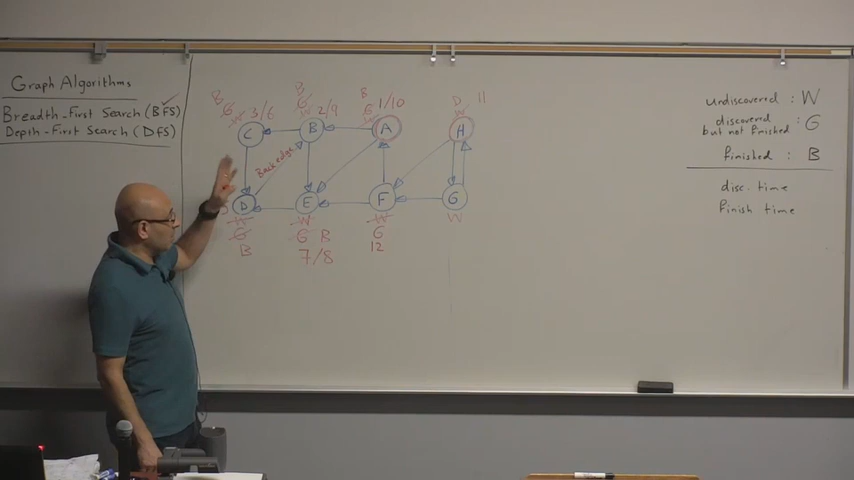 Graph Algorithms
Breadth-First Search (BFS)
Depth-First Search (DFS)
B
G
W
3/6
B
G
W
2/9
B
W
1/10
D
W
11
C
B
A
H
Back edge
D
E
F
G
W
G
B
W
G B
7/8
W
G
12
W
undiscovered : W
discovered
but not finished : G
finished : B
disc. time
Finish time